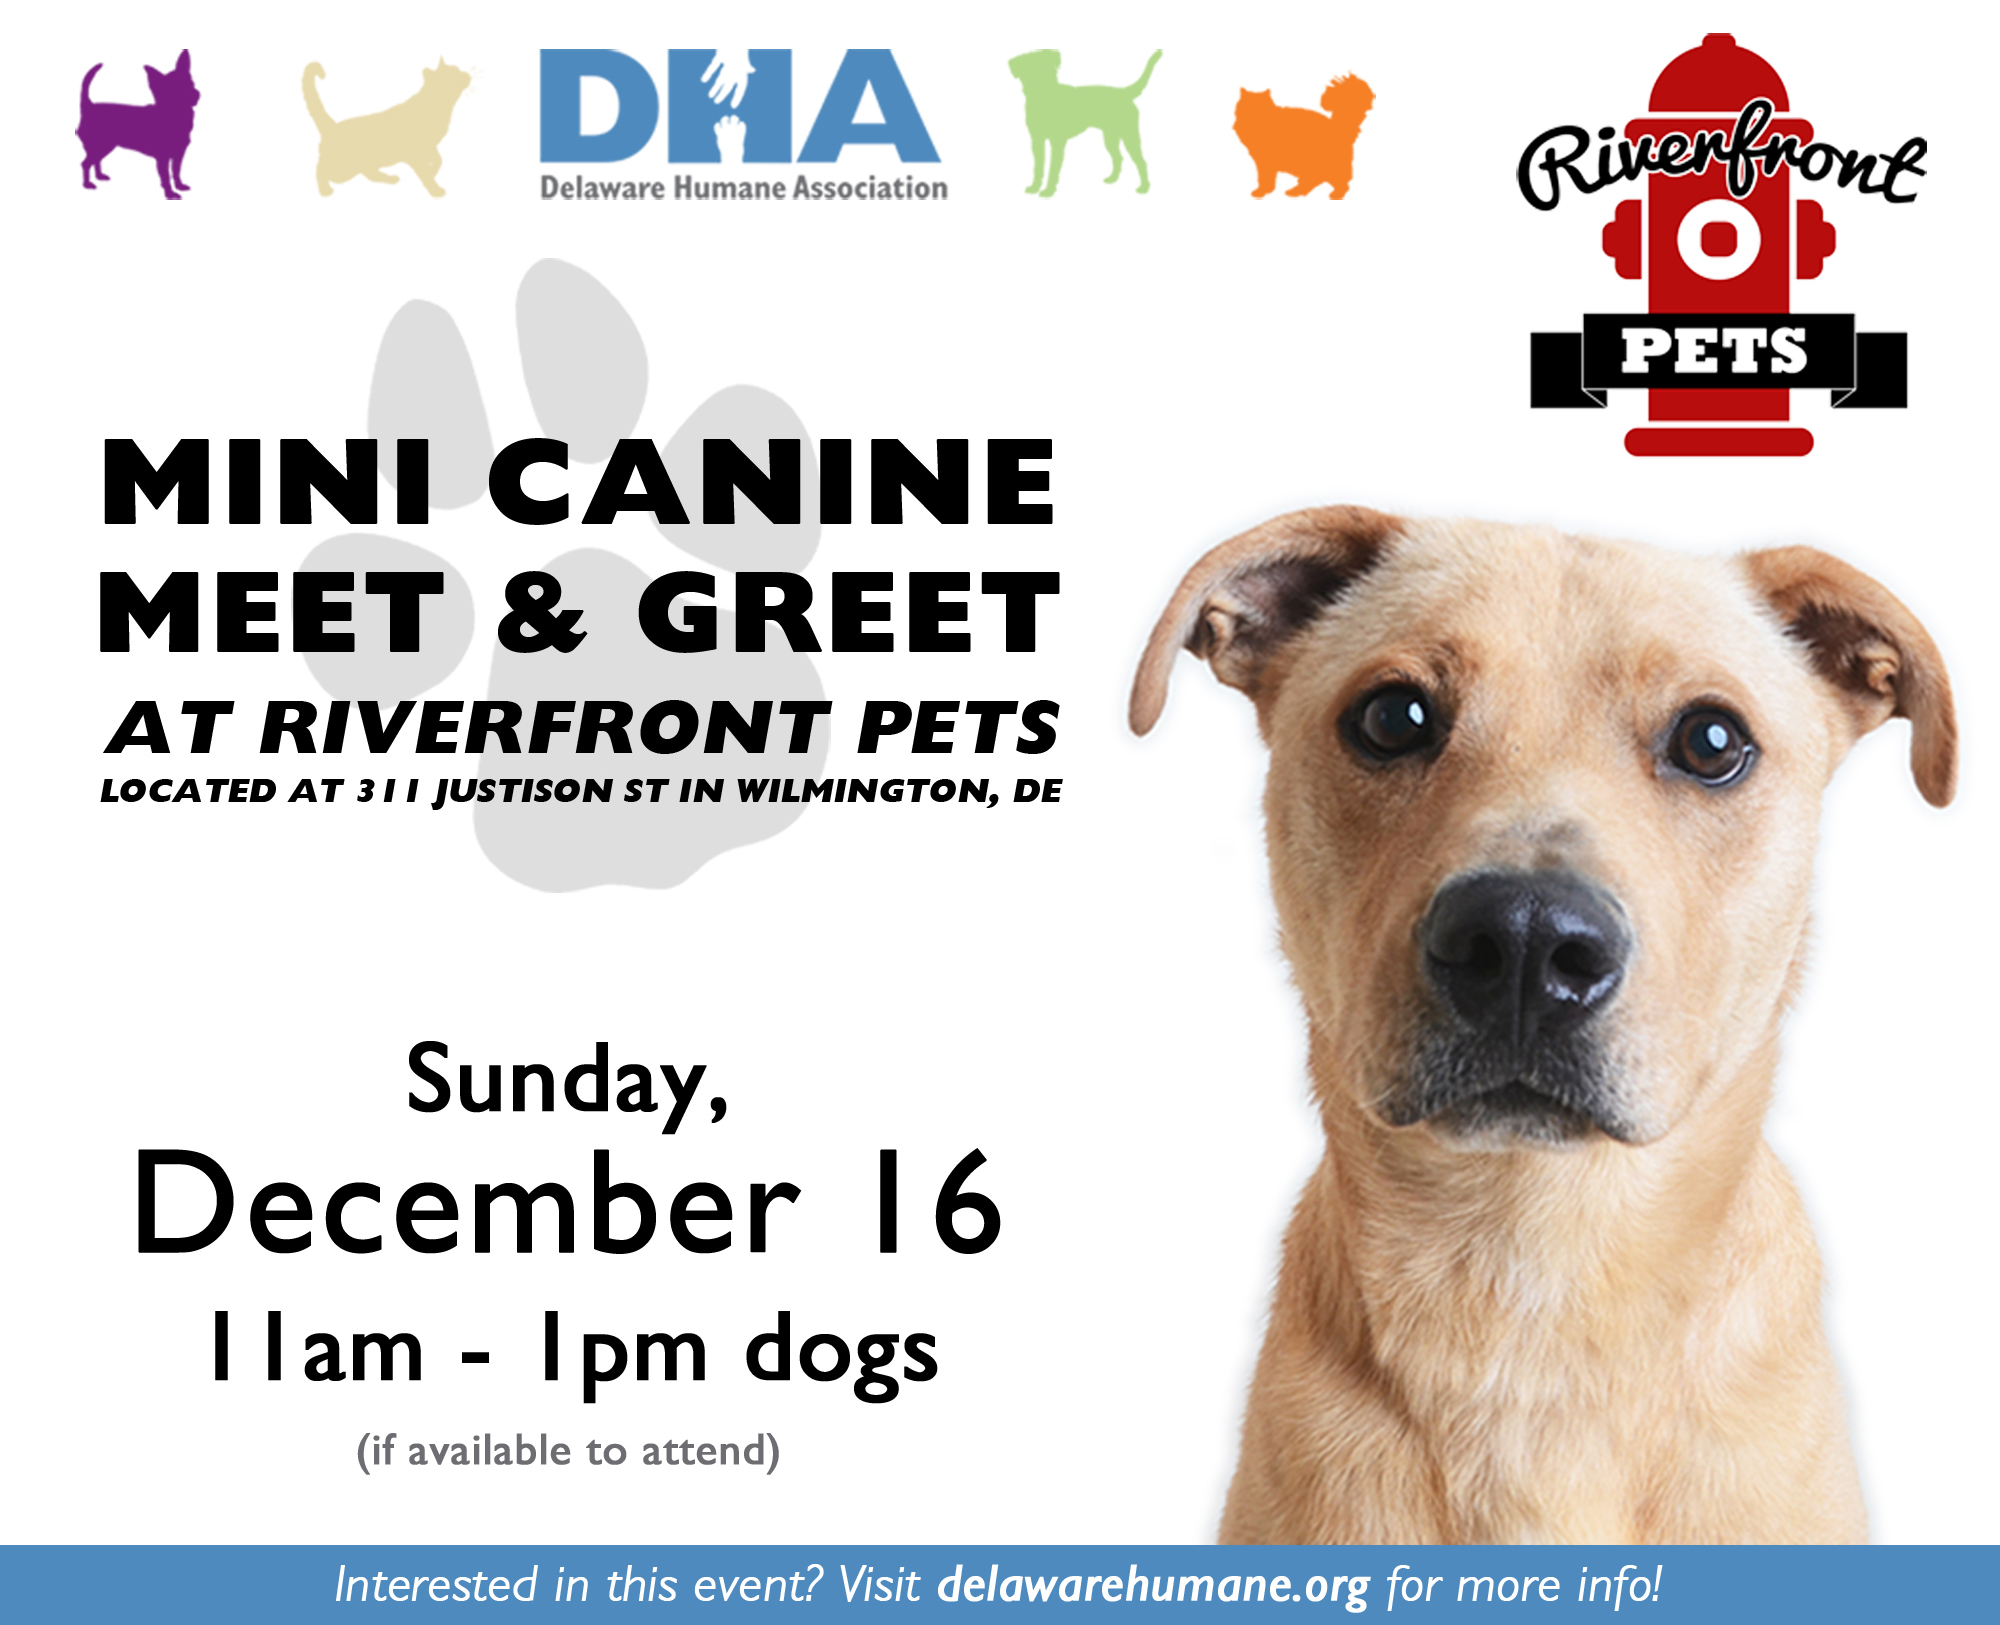 DHA
Delaware Humane Association
Riverfront
PETS
MINI CANINE
MEET & GREET
AT RIVERFRONT PETS
LOCATED AT 311 JUSTISON ST IN WILMINGTON, DE
Sunday,
December 16
11am - 1pm dogs
(if available to attend)
Interested in this event? Visit delawarehumane.org for more info!